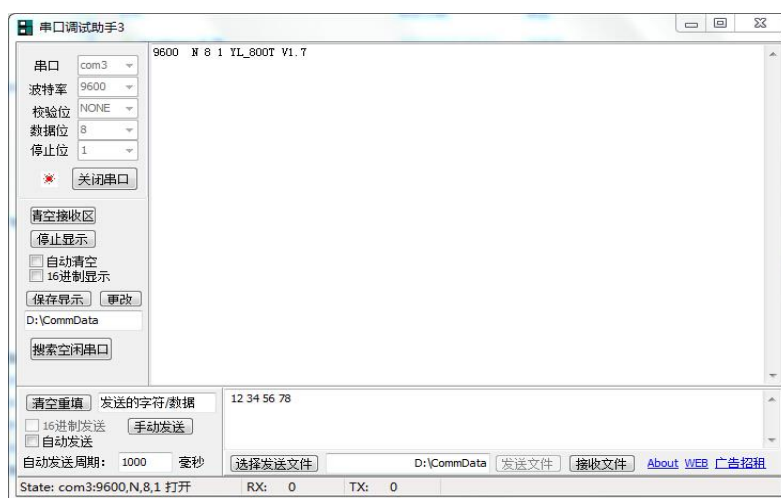 串口调试助手3
9600 N 8 1 YL_800T V1.7
串口 com3
波特率 9600
校验位 NONE
数据位 8
停止位 1
关闭串口
清空接收区
停止显示
自动清空
16进制显示
保存显示 更改
D:\CommData
搜索空闲串口
清空重填 发送的字符/数据
12 34 56 78
16进制发送 手动发送
自动发送
自动发送周期: 1000 毫秒 选择发送文件 D:\CommData 发送文件 接收文件 About WEB 广告招租
State: com3:9600,N,8,1 打开 RX: 0 TX: 0